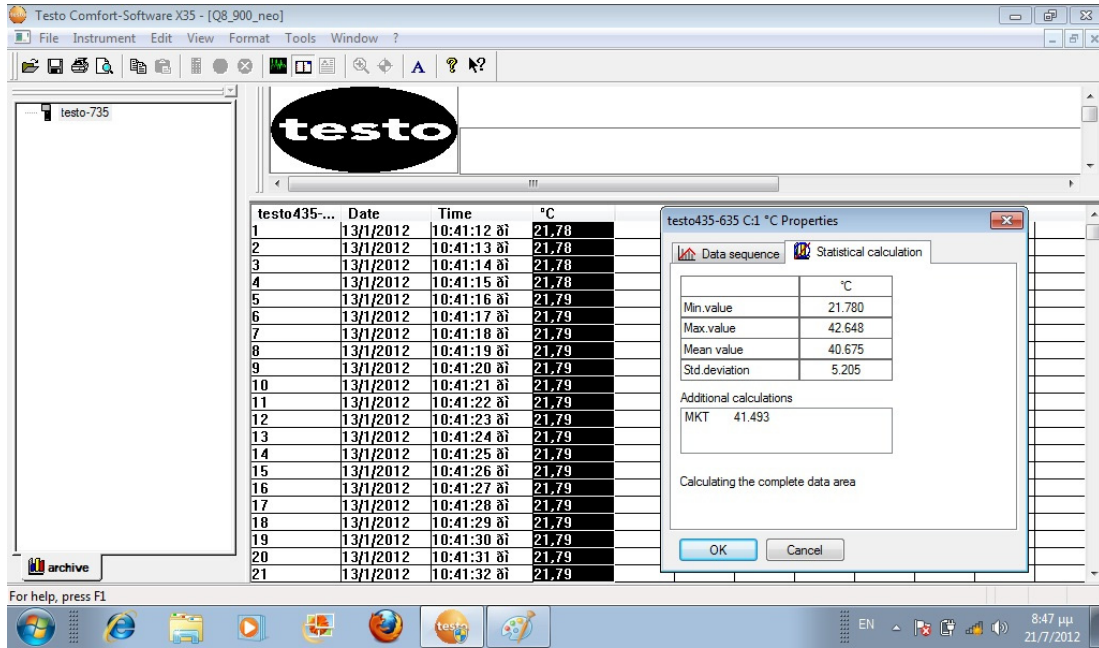 Testo Comfort-Software X35 - [Q8_900_neo]
File Instrument Edit View Format Tools Window ?
testo-735
testo
testo435-... Date Time °C
1 13/1/2012 10:41:12 ðì 21,78
2 13/1/2012 10:41:13 ðì 21,78
3 13/1/2012 10:41:14 ðì 21,78
4 13/1/2012 10:41:15 ðì 21,78
5 13/1/2012 10:41:16 ðì 21,79
6 13/1/2012 10:41:17 ðì 21,79
7 13/1/2012 10:41:18 ðì 21,79
8 13/1/2012 10:41:19 ðì 21,79
9 13/1/2012 10:41:20 ðì 21,79
10 13/1/2012 10:41:21 ðì 21,79
11 13/1/2012 10:41:22 ðì 21,79
12 13/1/2012 10:41:23 ðì 21,79
13 13/1/2012 10:41:24 ðì 21,79
14 13/1/2012 10:41:25 ðì 21,79
15 13/1/2012 10:41:26 ðì 21,79
16 13/1/2012 10:41:27 ðì 21,79
17 13/1/2012 10:41:28 ðì 21,79
18 13/1/2012 10:41:29 ðì 21,79
19 13/1/2012 10:41:30 ðì 21,79
20 13/1/2012 10:41:31 ðì 21,79
21 13/1/2012 10:41:32 ðì 21,79
testo435-635 C:1 °C Properties
Data sequence Statistical calculation
°C
Min.value 21.780
Max.value 42.648
Mean value 40.675
Std.deviation 5.205
Additional calculations
MKT 41.493
Calculating the complete data area
OK Cancel
archive
For help, press F1
testo
EN
8:47 μμ
21/7/2012